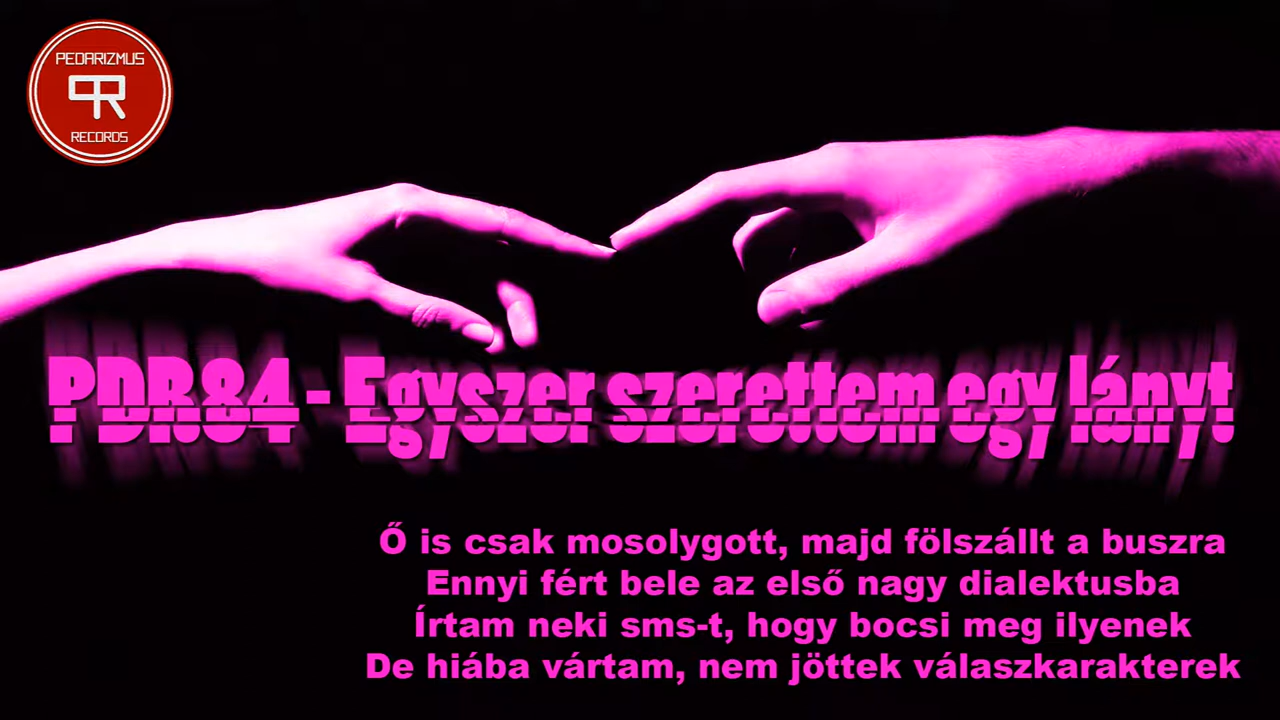 PEDARIZMUS
PR
RECORDS
PDR84 - Egyszer szerettem egy lányt
Ő is csak mosolygott, majd fölszállt a buszra
Ennyi fért bele az első nagy dialektusba
Írtam neki sms-t, hogy bocsi meg ilyenek
De hiába vártam, nem jöttek válaszkarakterek